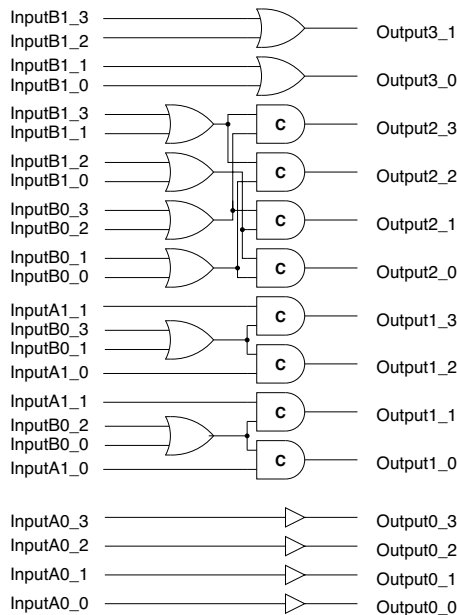 InputB1_3
InputB1_2
Output3_1
InputB1_1
InputB1_0
Output3_0
InputB1_3
InputB1_1
C
Output2_3
InputB1_2
InputB1_0
C
Output2_2
InputB0_3
InputB0_2
C
Output2_1
InputB0_1
InputB0_0
C
Output2_0
InputA1_1
C
Output1_3
InputB0_3
InputB0_1
InputA1_0
C
Output1_2
InputA1_1
C
Output1_1
InputB0_2
InputB0_0
InputA1_0
C
Output1_0
InputA0_3
Output0_3
InputA0_2
Output0_2
InputA0_1
Output0_1
InputA0_0
Output0_0